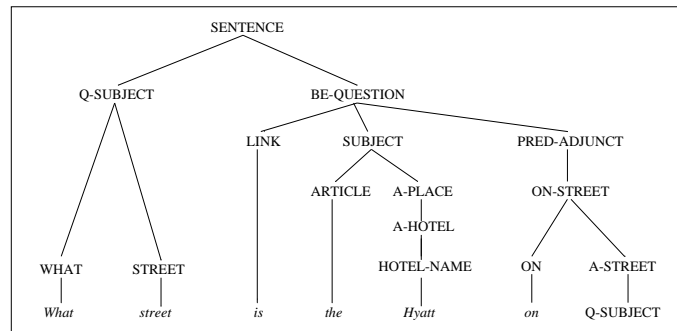 SENTENCE
Q-SUBJECT BE-QUESTION
LINK SUBJECT PRED-ADJUNCT
ARTICLE A-PLACE ON-STREET
A-HOTEL
WHAT STREET HOTEL-NAME ON A-STREET
What street is the Hyatt on Q-SUBJECT